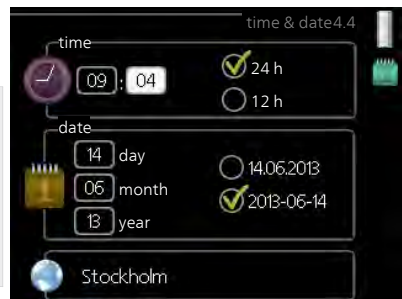 time & date4.4
time
09 : 04
24 h
12 h
date
14 day
06 month
13 year
14.06.2013
2013-06-14
Stockholm